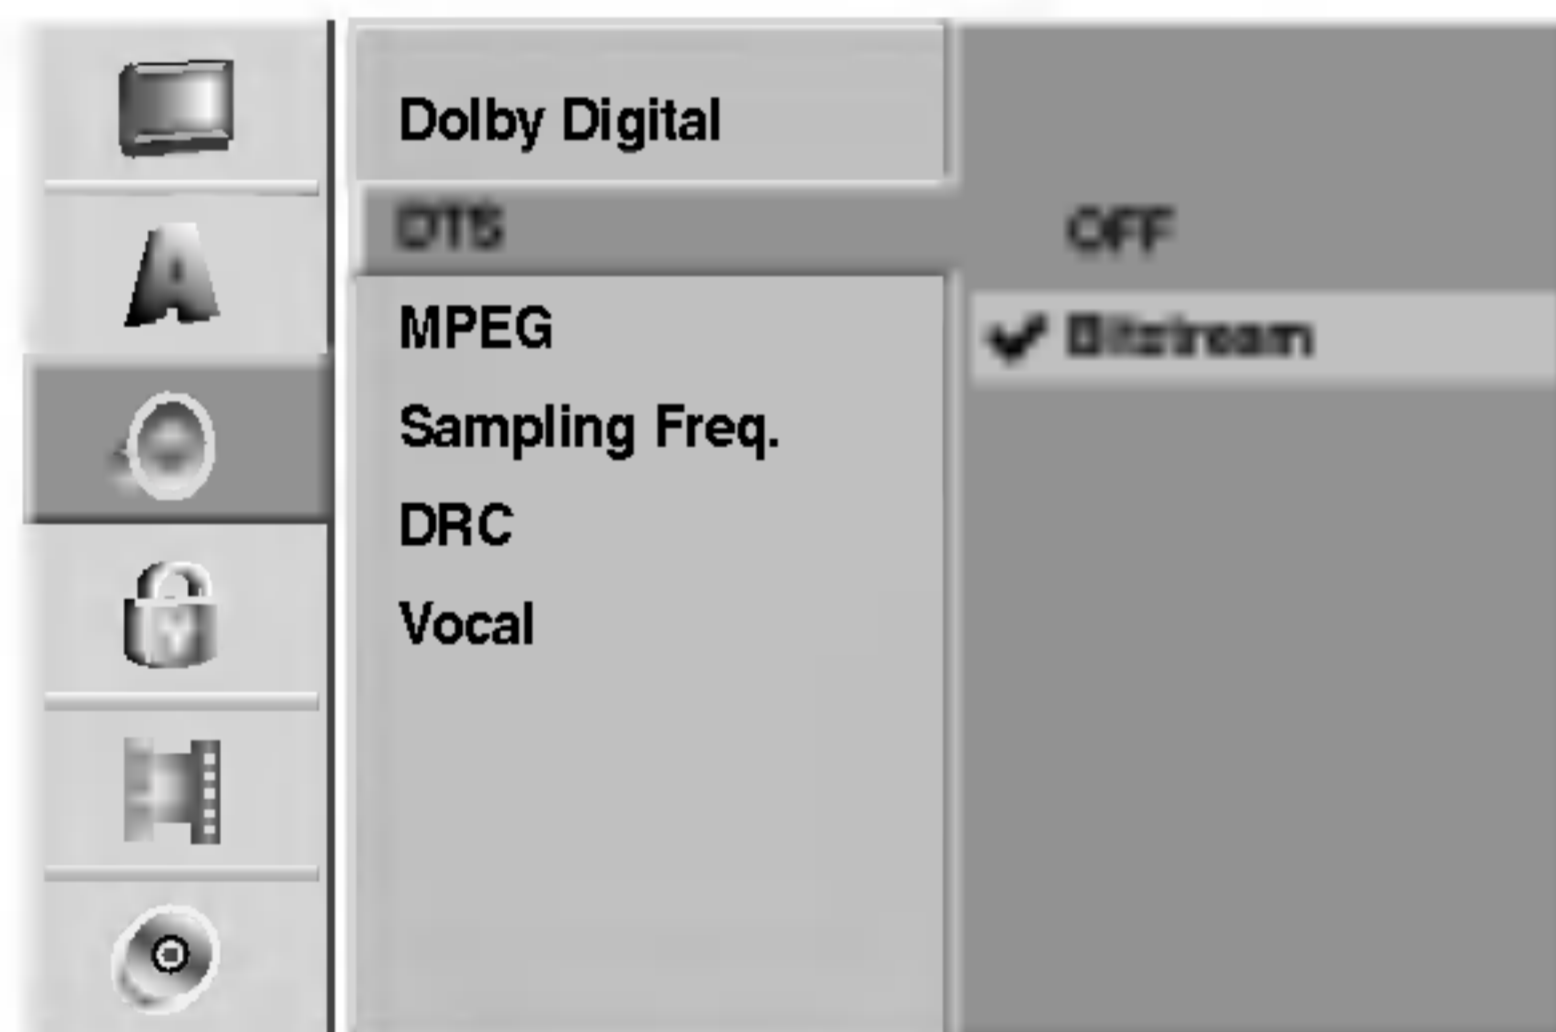 Dolby Digital
DTS
OFF
MPEG
Bitstream
Sampling Freq.
DRC
Vocal